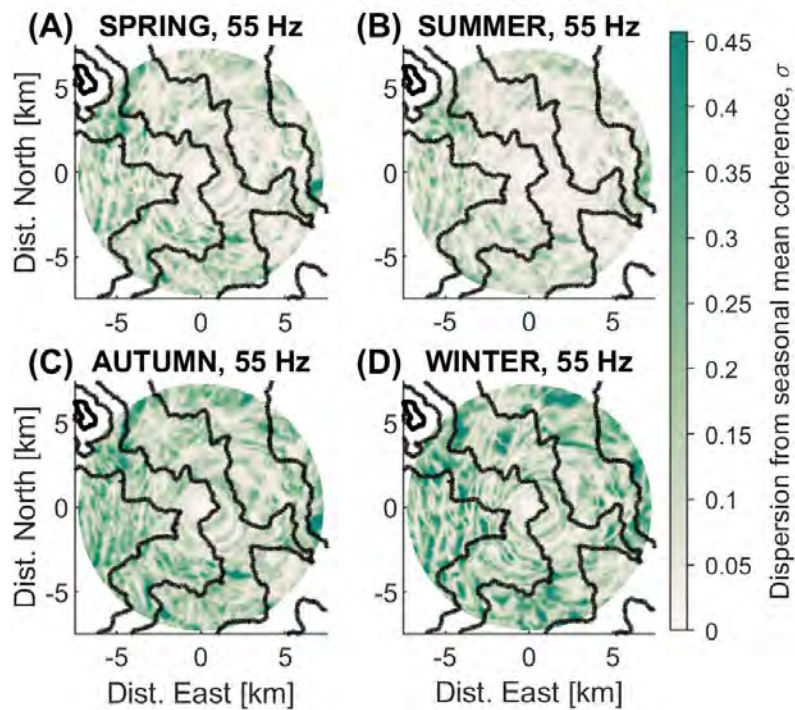 (A) SPRING, 55 Hz
(B) SUMMER, 55 Hz
5
0
-5
Dist. North [km]
-5 0 5
-5 0 5
(C) AUTUMN, 55 Hz
(D) WINTER, 55 Hz
5
0
-5
Dist. North [km]
-5 0 5
-5 0 5
Dist. East [km]
Dist. East [km]
0.45
0.4
0.35
0.3
0.25
0.2
0.15
0.1
0.05
0
Dispersion from seasonal mean coherence, σ